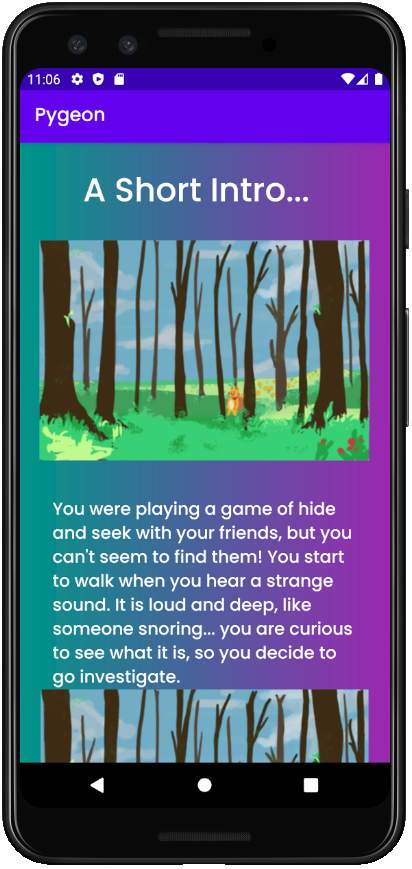 11:06
Pygeon
A Short Intro...
You were playing a game of hide
and seek with your friends, but you
can't seem to find them! You start
to walk when you hear a strange
sound. It is loud and deep, like
someone snoring... you are curious
to see what it is, so you decide to
go investigate.